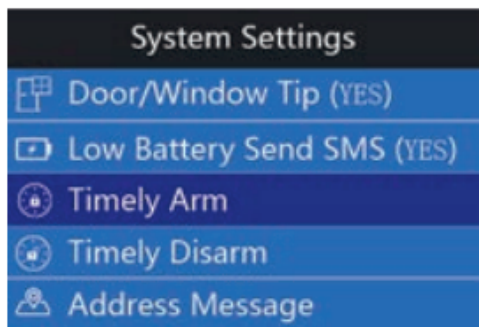 System Settings
Door/Window Tip (YES)
Low Battery Send SMS (YES)
Timely Arm
Timely Disarm
Address Message